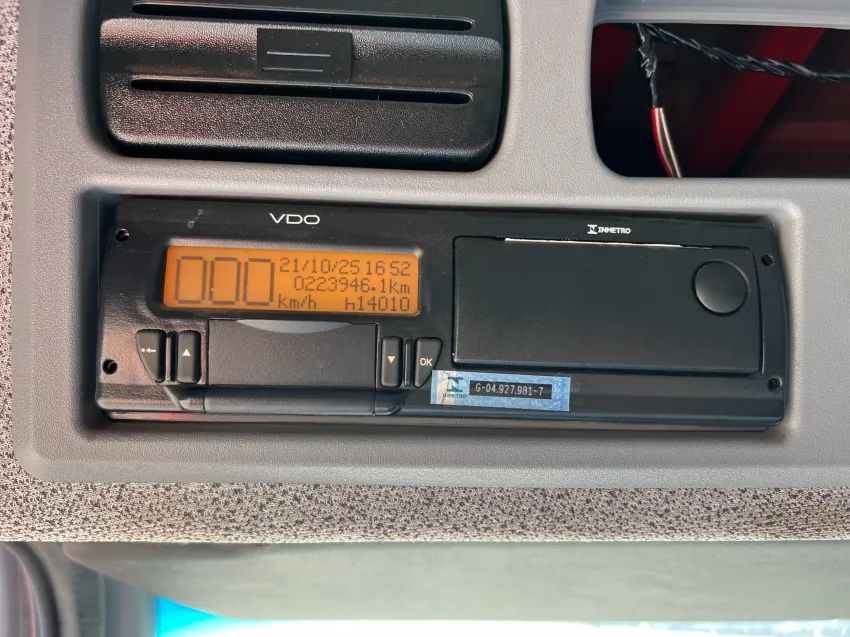 VDO
INMETRO
000
21/10/25 16 52
0223946.1km
km/h h14010
OK
INMETRO
G-04.927.981-7